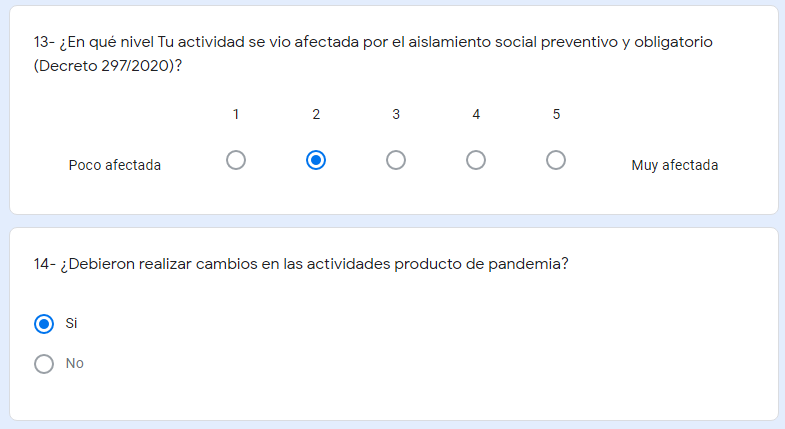 13- ¿En qué nivel Tu actividad se vio afectada por el aislamiento social preventivo y obligatorio
(Decreto 297/2020)?
1 2 3 4 5
Poco afectada Muy afectada
14- ¿Debieron realizar cambios en las actividades producto de pandemia?
Si
No